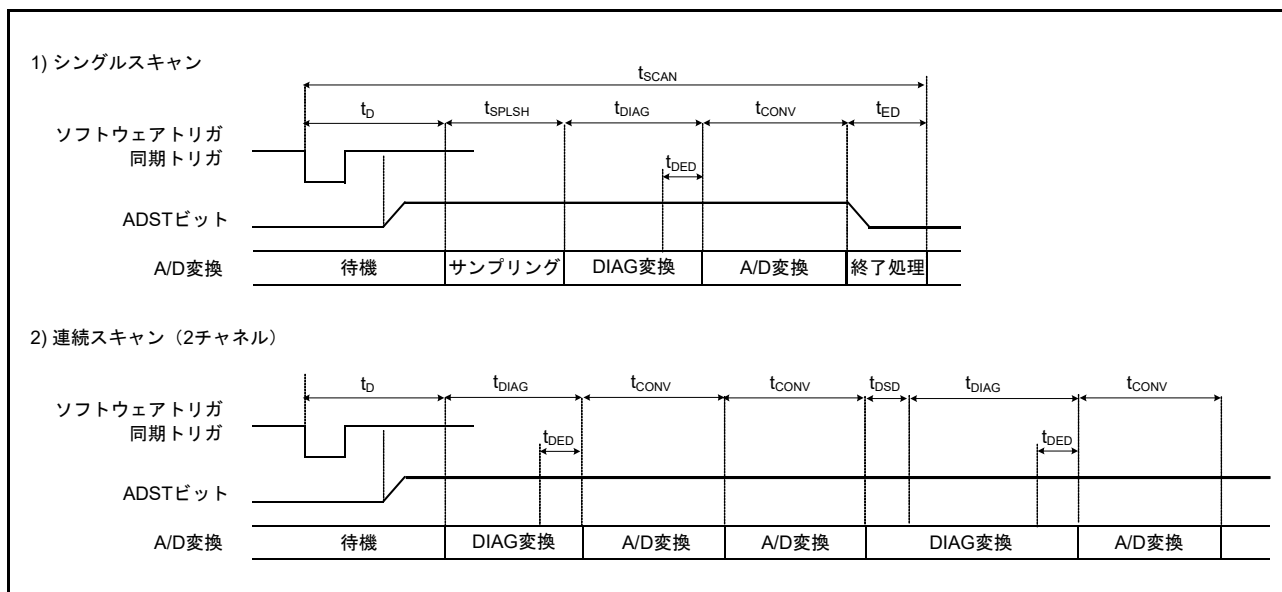 1) シングルスキャン
tSCAN
tD tSPLSH tDIAG tCONV tED
ソフトウェアトリガ
同期トリガ
tDED
ADSTビット
A/D変換 待機 サンプリング DIAG変換 A/D変換 終了処理
2) 連続スキャン（2チャネル）
tD tDIAG tCONV tCONV tDSD tDIAG tCONV
ソフトウェアトリガ
同期トリガ
tDED tDED
ADSTビット
A/D変換 待機 DIAG変換 A/D変換 A/D変換 DIAG変換 A/D変換